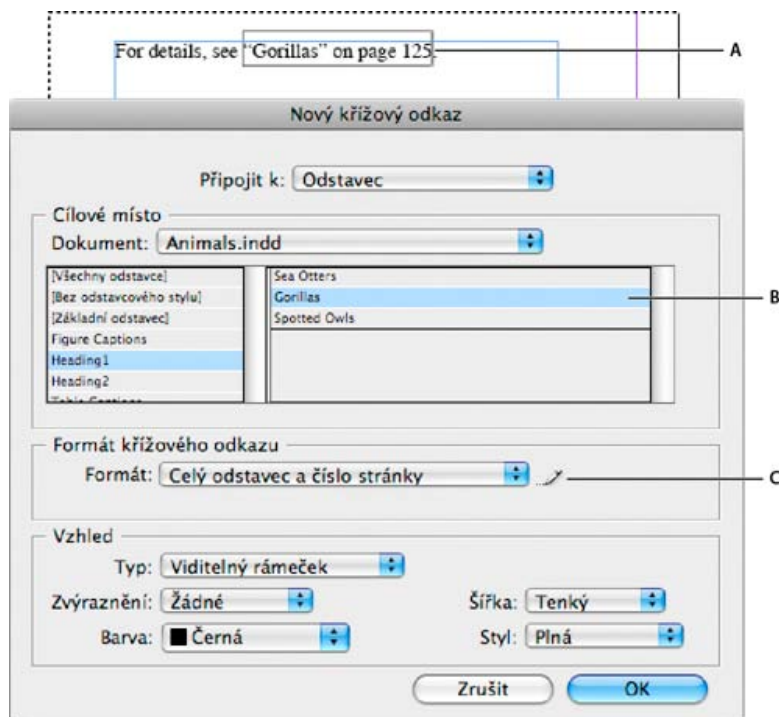 For details, see “Gorillas” on page 125.
A
Nový křížový odkaz
Připojit k: Odstavec
Cílové místo
Dokument: Animals.indd
[Všechny odstavce]
[Bez odstavcového stylu]
[Základní odstavec]
Figure Captions
Heading1
Heading2
Table Captions
Sea Otters
Gorillas
Spotted Owls
B
Formát křížového odkazu
Formát: Celý odstavec a číslo stránky
C
Vzhled
Typ: Viditelný rámeček
Zvýraznění: Žádné
Šířka: Tenký
Barva: Černá
Styl: Plná
Zrušit
OK